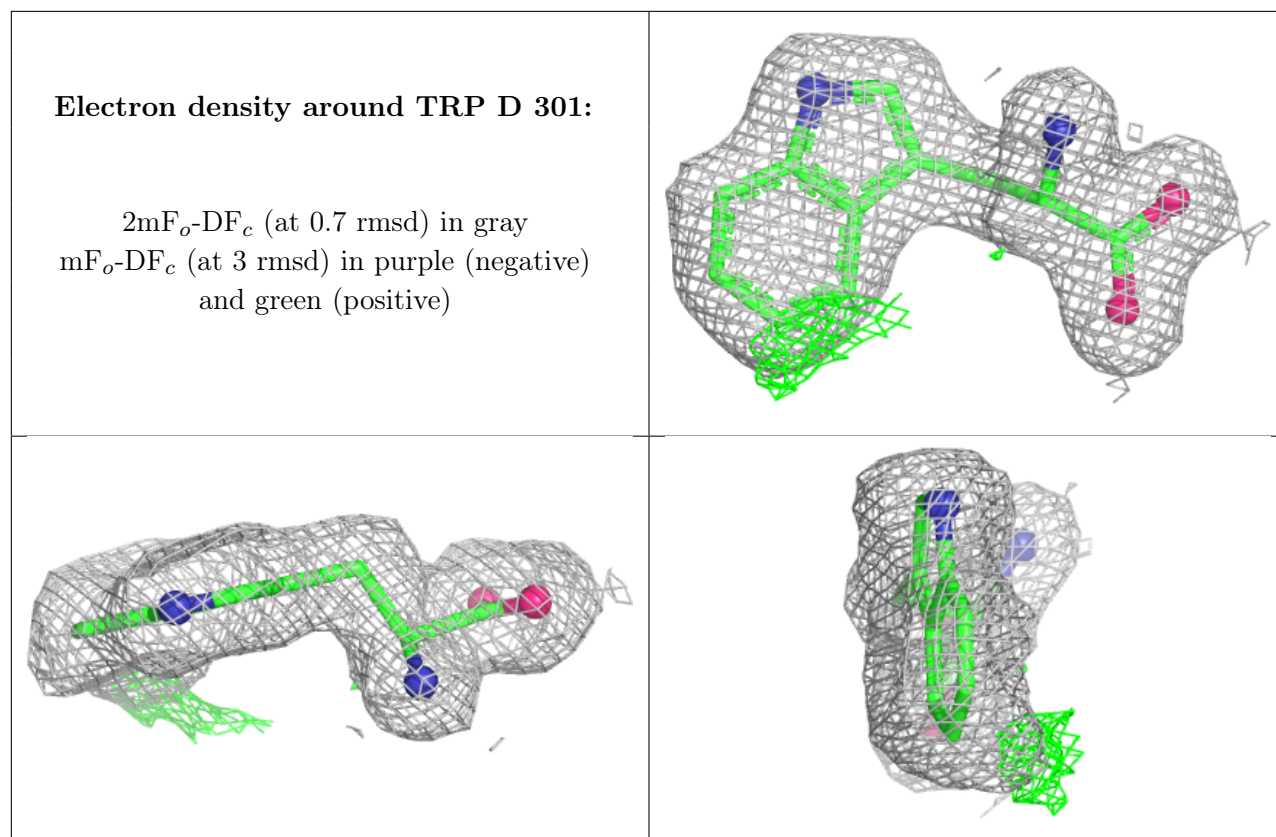 Electron density around TRP D 301:
2mFo-DFc (at 0.7 rmsd) in gray
mFo-DFc (at 3 rmsd) in purple (negative)
and green (positive)